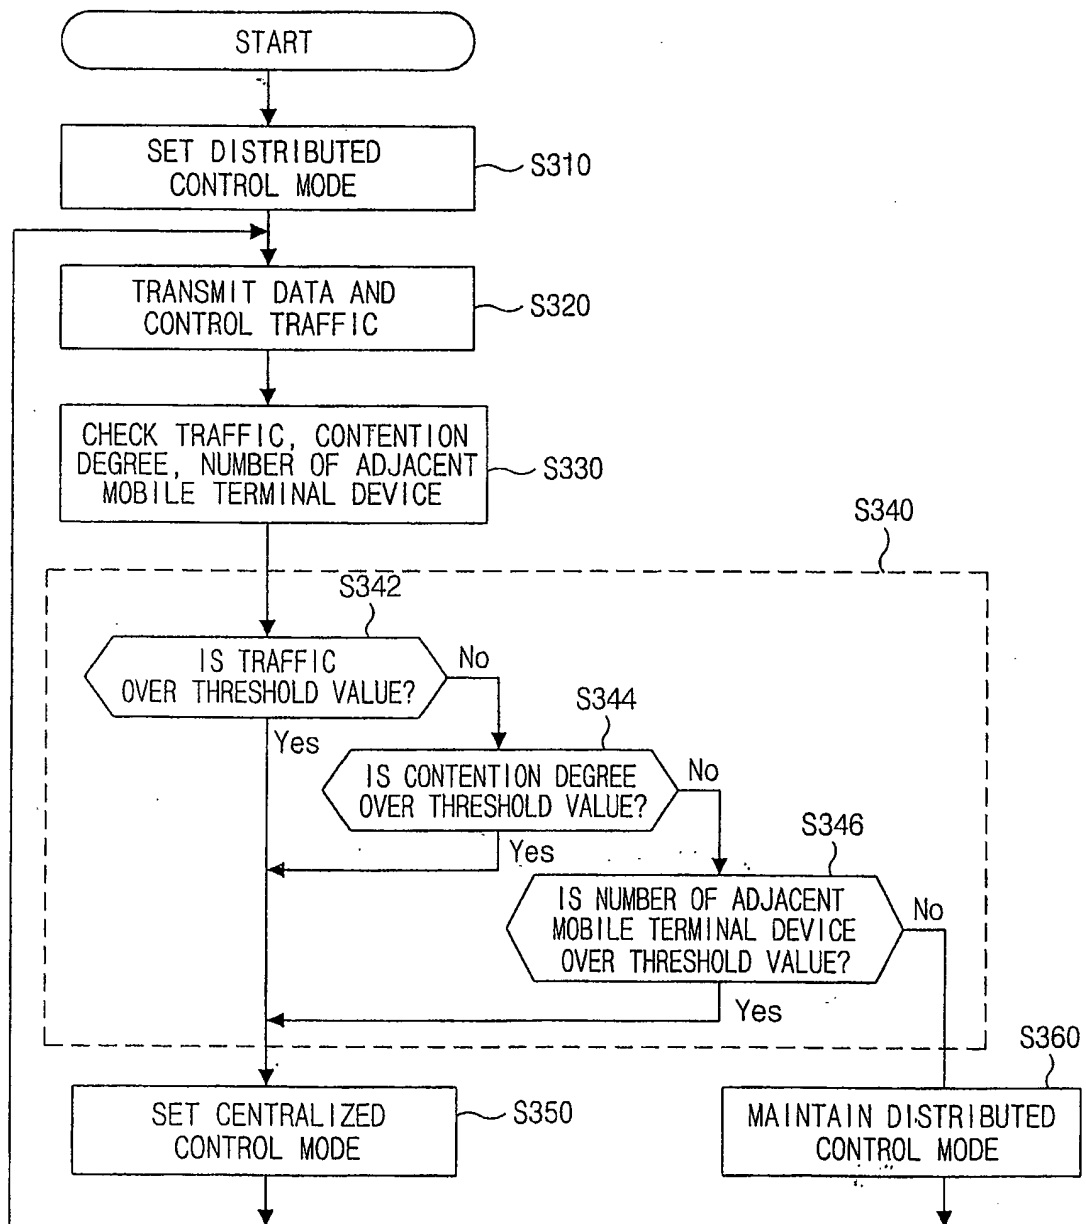 START
SET DISTRIBUTED
CONTROL MODE
S310
TRANSMIT DATA AND
CONTROL TRAFFIC
S320
CHECK TRAFFIC, CONTENTION
DEGREE, NUMBER OF ADJACENT
MOBILE TERMINAL DEVICE
S330
S340
S342
IS TRAFFIC
OVER THRESHOLD VALUE?
No
Yes
S344
IS CONTENTION DEGREE
OVER THRESHOLD VALUE?
No
Yes
S346
IS NUMBER OF ADJACENT
MOBILE TERMINAL DEVICE
OVER THRESHOLD VALUE?
No
Yes
SET CENTRALIZED
CONTROL MODE
S350
S360
MAINTAIN DISTRIBUTED
CONTROL MODE